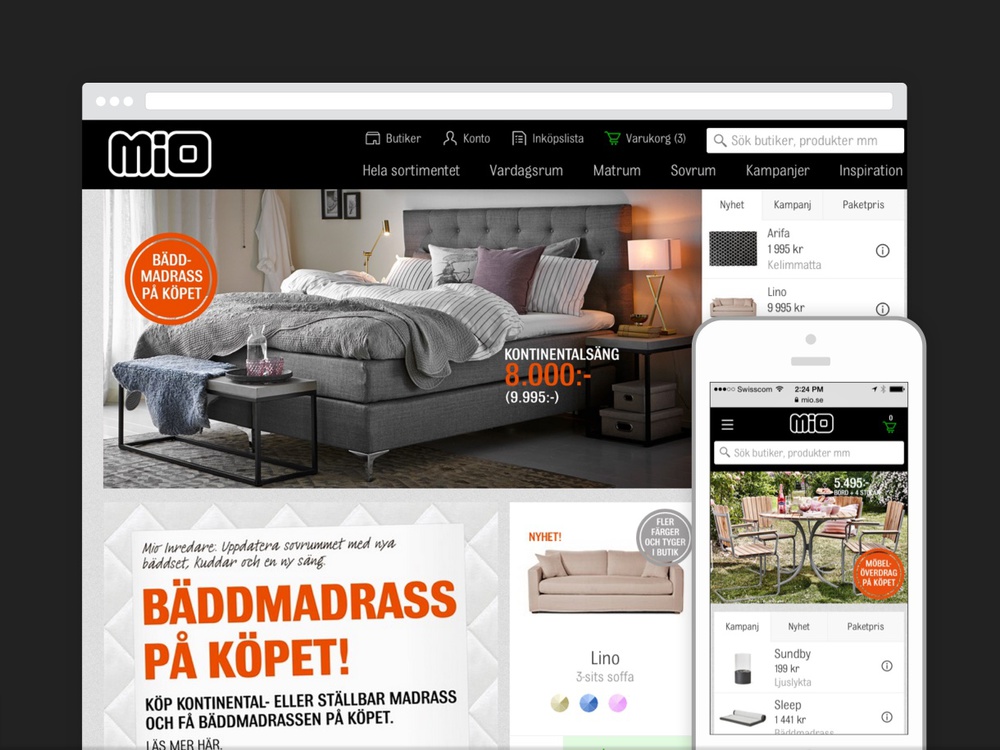 mio
Butiker
Konto
Inköpslista
Varukorg (3)
Sök butiker, produkter mm
Hela sortimentet
Vardagsrum
Matrum
Sovrum
Kampanjer
Inspiration
BÄDD-
MADRASS
PÅ KÖPET
KONTINENTALSÄNG
8.000:-
(9.995:-)
Nyhet
Kampanj
Paketpris
Arifa
1 995 kr
Kelimmatta
Lino
9 995 kr
Mio Inredare: Uppdatera sovrummet med nya
bäddset, kuddar och en ny säng.
BÄDDMADRASS
PÅ KÖPET!
KÖP KONTINENTAL- ELLER STÄLLBAR MADRASS
OCH FÅ BÄDDMADRASSEN PÅ KÖPET.
LÄS MER HÄR.
NYHET!
FLER
FÄRGER
OCH TYGER
I BUTIK
Lino
3-sits soffa
Swisscom
2:24 PM
mio.se
mio
0
Sök butiker, produkter mm
5.495:-
BORD + 4 STOLAR
MÖBEL-
ÖVERDRAG
PÅ KÖPET
Kampanj
Nyhet
Paketpris
Sundby
199 kr
Ljuslykta
Sleep
1 441 kr
Bäddmadrass